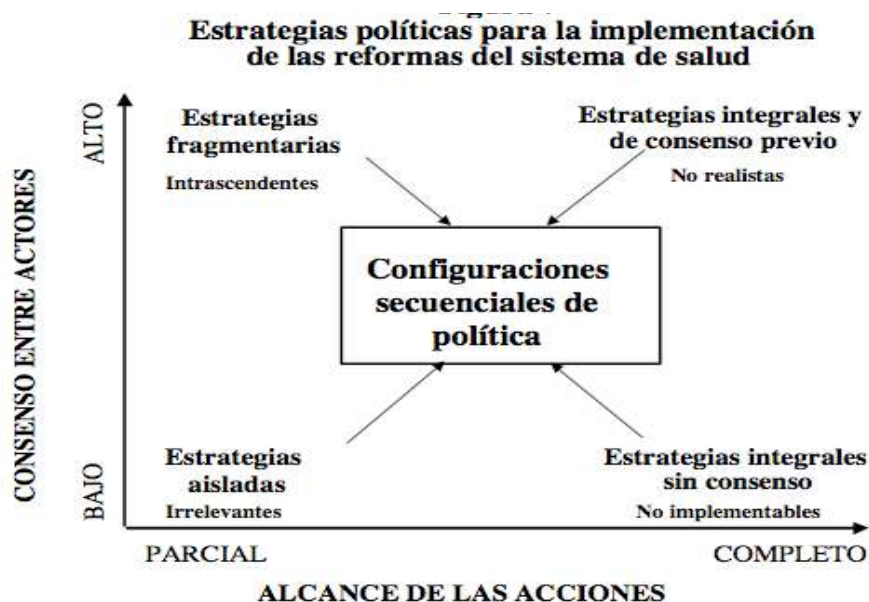 Estrategias políticas para la implementación
de las reformas del sistema de salud
ALTO
Estrategias
fragmentarias
Intrascendentes
Estrategias integrales y
de consenso previo
No realistas
CONSENSO ENTRE ACTORES
Configuraciones
secuenciales de
política
Estrategias
aisladas
Irrelevantes
Estrategias integrales
sin consenso
No implementables
BAJO
PARCIAL
COMPLETO
ALCANCE DE LAS ACCIONES